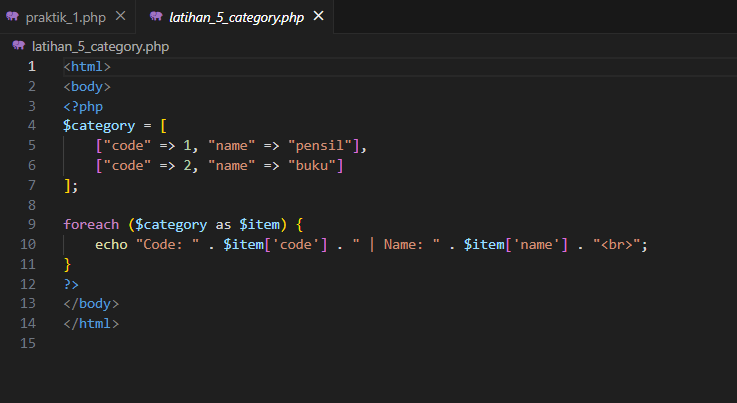 praktik_1.php × latihan_5_category.php ×
latihan_5_category.php
1 <html>
2 <body>
3 <?php
4 $category = [
5     ["code" => 1, "name" => "pensil"],
6     ["code" => 2, "name" => "buku"]
7 ];
8
9 foreach ($category as $item) {
10     echo "Code: " . $item['code'] . " | Name: " . $item['name'] . "<br>";
11 }
12 ?>
13 </body>
14 </html>
15